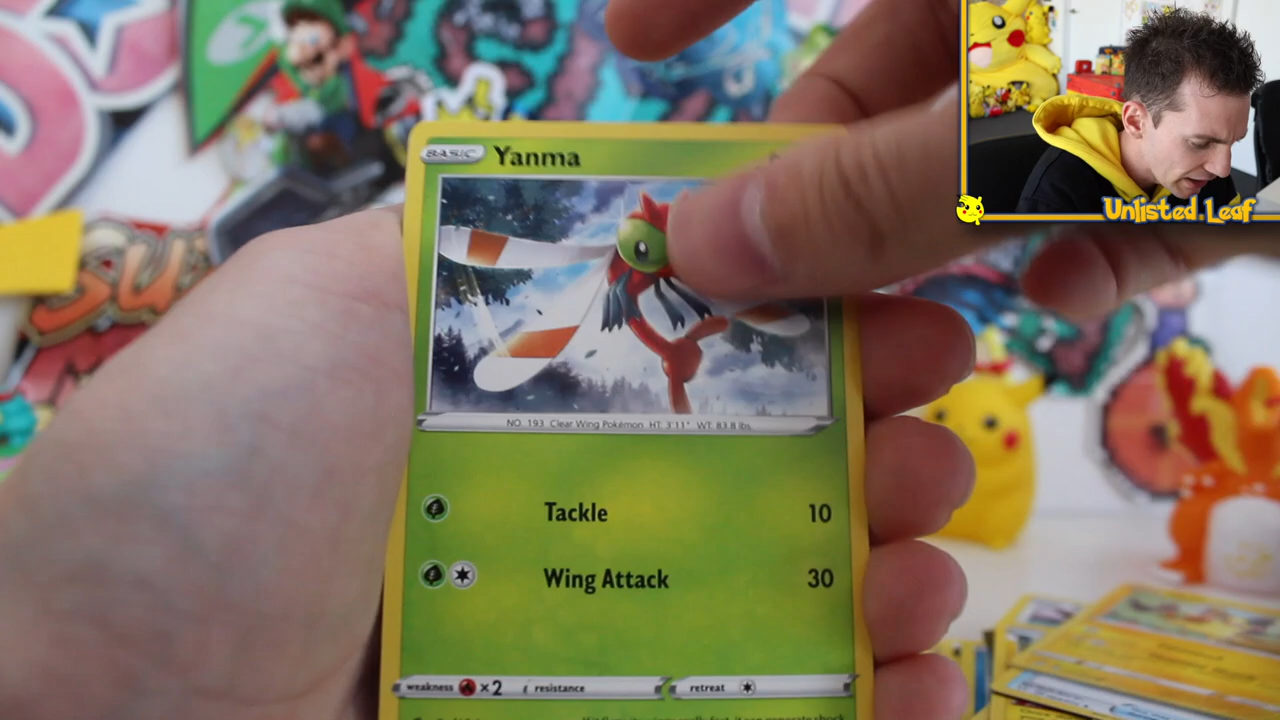 BASIC Yanma
Unlisted.Leaf
NO. 193 Clear Wing Pokémon HT: 3'11" WT: 83.8 lbs.
Tackle 10
Wing Attack 30
weakness ×2 resistance retreat